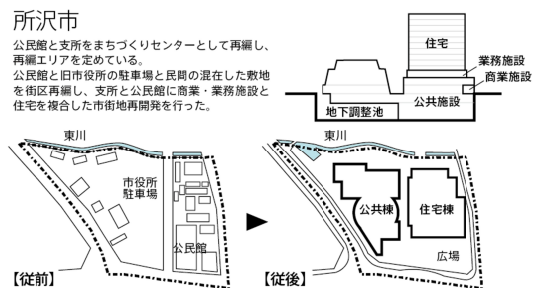 所沢市
公民館と支所をまちづくりセンターとして再編し、
再編エリアを定めている。
公民館と旧市役所の駐車場と民間の混在した敷地
を街区再編し、支所と公民館に商業・業務施設と
住宅を複合した市街地再開発を行った。
住宅
業務施設
商業施設
公共施設
地下調整池
東川
市役所
駐車場
公民館
【従前】
東川
公共棟
住宅棟
広場
【従後】